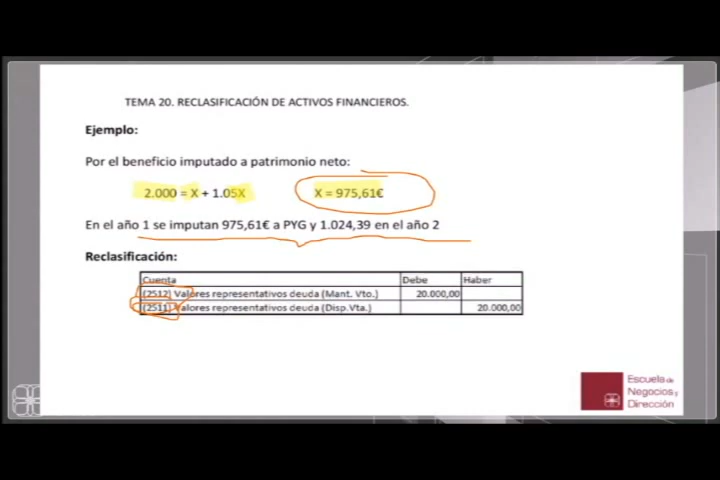 TEMA 20. RECLASIFICACIÓN DE ACTIVOS FINANCIEROS.
Ejemplo:
Por el beneficio imputado a patrimonio neto:
2.000 = X + 1.05X X = 975,61€
En el año 1 se imputan 975,61€ a PYG y 1.024,39 en el año 2
Reclasificación:
Cuenta Debe Haber
(2512) Valores representativos deuda (Mant. Vto.) 20.000,00
(2511) Valores representativos deuda (Disp.Vta.) 20.000,00
Escuela de
Negocios y
Dirección